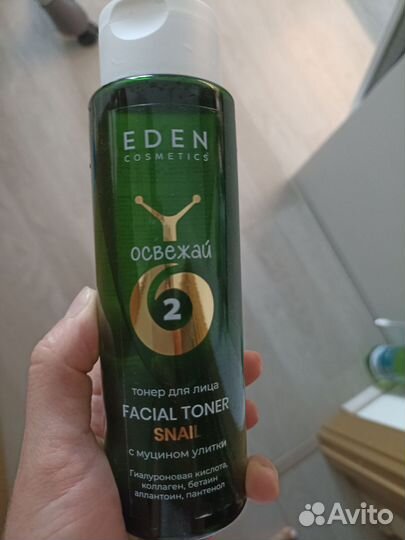 EDEN
COSMETICS
ОСВЕЖАЙ
2
тонер для лица
FACIAL TONER
SNAIL
с муцином улитки
Гиалуроновая кислота,
коллаген, бетаин
аллантоин, пантенол
Avito